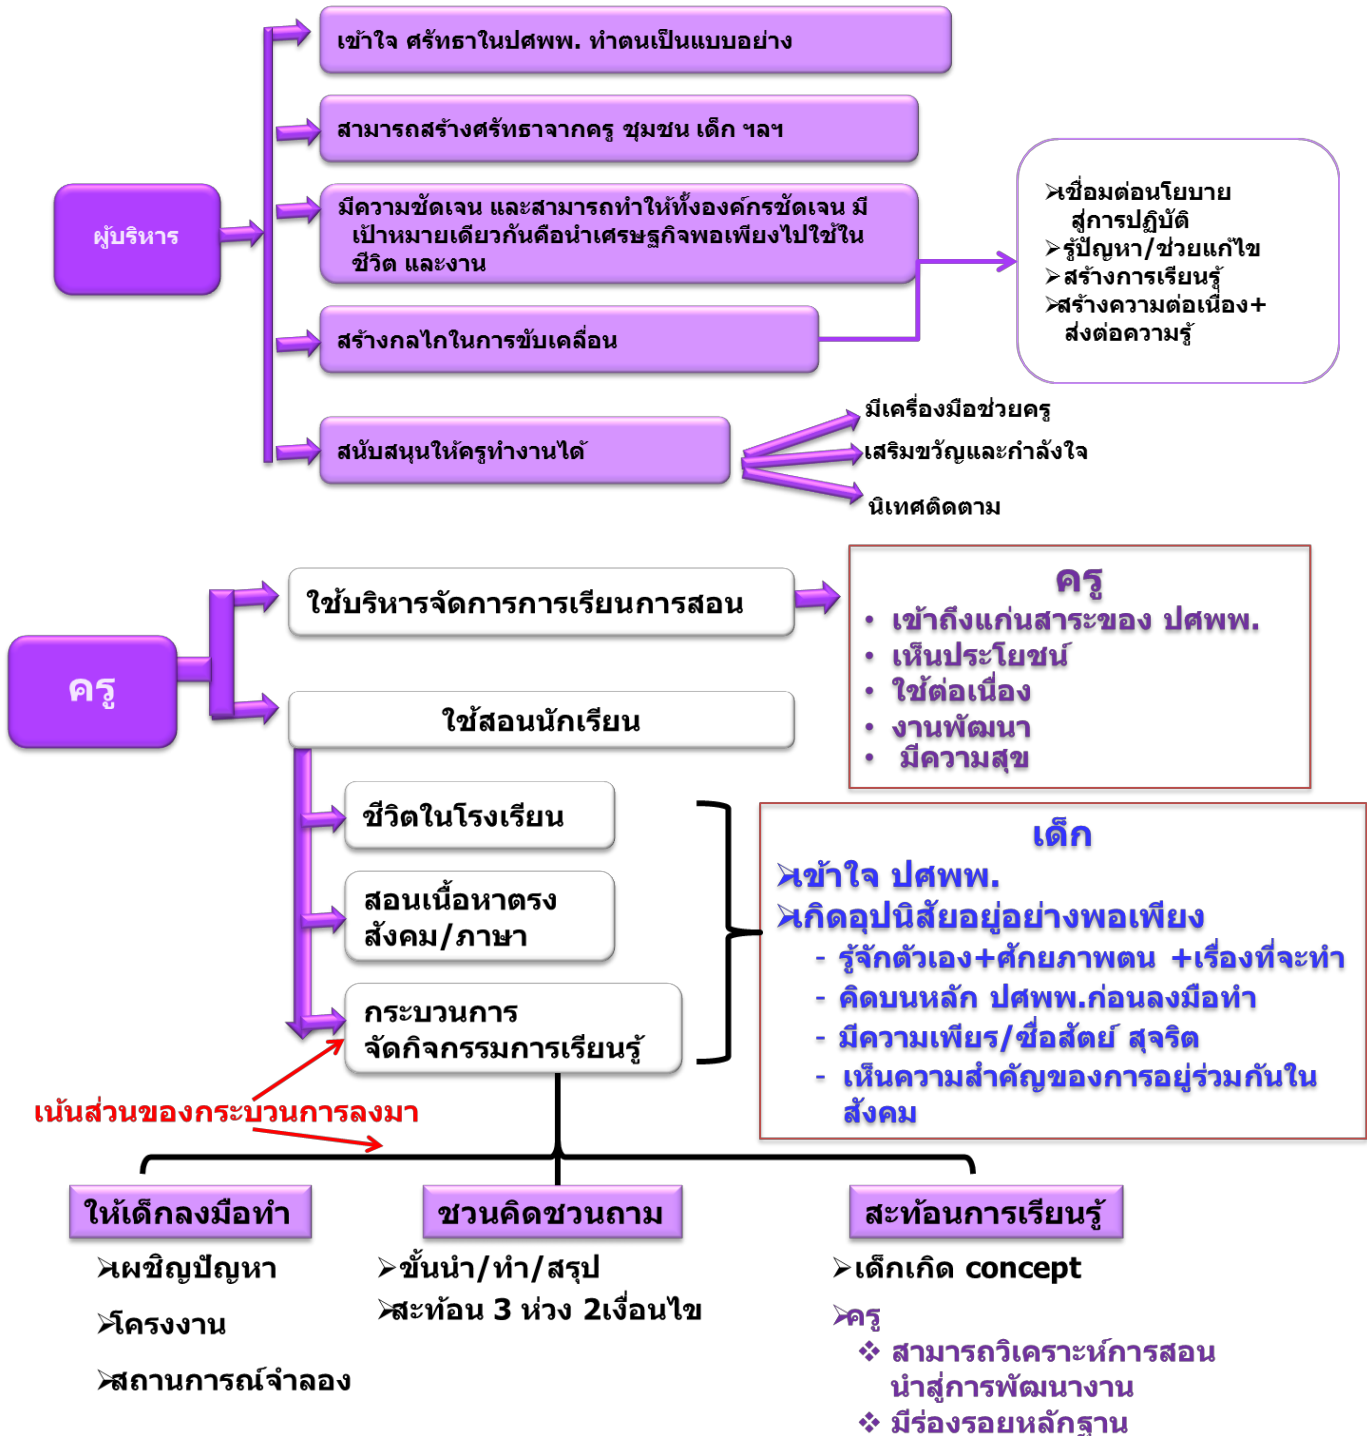 เข้าใจ ศรัทธาในปศพพ. ทำตนเป็นแบบอย่าง
สามารถสร้างศรัทธาจากครู ชุมชน เด็ก ฯลฯ
ผู้บริหาร
มีความชัดเจน และสามารถทำให้ทั้งองค์กรชัดเจน มี
เป้าหมายเดียวกันคือนำเศรษฐกิจพอเพียงไปใช้ใน
ชีวิต และงาน
สร้างกลไกในการขับเคลื่อน
➢เชื่อมต่อนโยบาย
สู่การปฏิบัติ
➢รู้ปัญหา/ช่วยแก้ไข
➢สร้างการเรียนรู้
➢สร้างความต่อเนื่อง+
ส่งต่อความรู้
สนับสนุนให้ครูทำงานได้
มีเครื่องมือช่วยครู
เสริมขวัญและกำลังใจ
นิเทศติดตาม
ครู
ใช้บริหารจัดการการเรียนการสอน
ครู
• เข้าถึงแก่นสาระของ ปศพพ.
• เห็นประโยชน์
• ใช้ต่อเนื่อง
• งานพัฒนา
• มีความสุข
ใช้สอนนักเรียน
ชีวิตในโรงเรียน
สอนเนื้อหาตรง
สังคม/ภาษา
กระบวนการ
จัดกิจกรรมการเรียนรู้
เด็ก
➢เข้าใจ ปศพพ.
➢เกิดอุปนิสัยอยู่อย่างพอเพียง
- รู้จักตัวเอง+ศักยภาพตน +เรื่องที่จะทำ
- คิดบนหลัก ปศพพ.ก่อนลงมือทำ
- มีความเพียร/ซื่อสัตย์ สุจริต
- เห็นความสำคัญของการอยู่ร่วมกันใน
สังคม
เน้นส่วนของกระบวนการลงมา
ให้เด็กลงมือทำ
➢เผชิญปัญหา
➢โครงงาน
➢สถานการณ์จำลอง
ชวนคิดชวนถาม
➢ขั้นนำ/ทำ/สรุป
➢สะท้อน 3 ห่วง 2เงื่อนไข
สะท้อนการเรียนรู้
➢เด็กเกิด concept
➢ครู
❖ สามารถวิเคราะห์การสอน
นำสู่การพัฒนางาน
❖ มีร่องรอยหลักฐาน